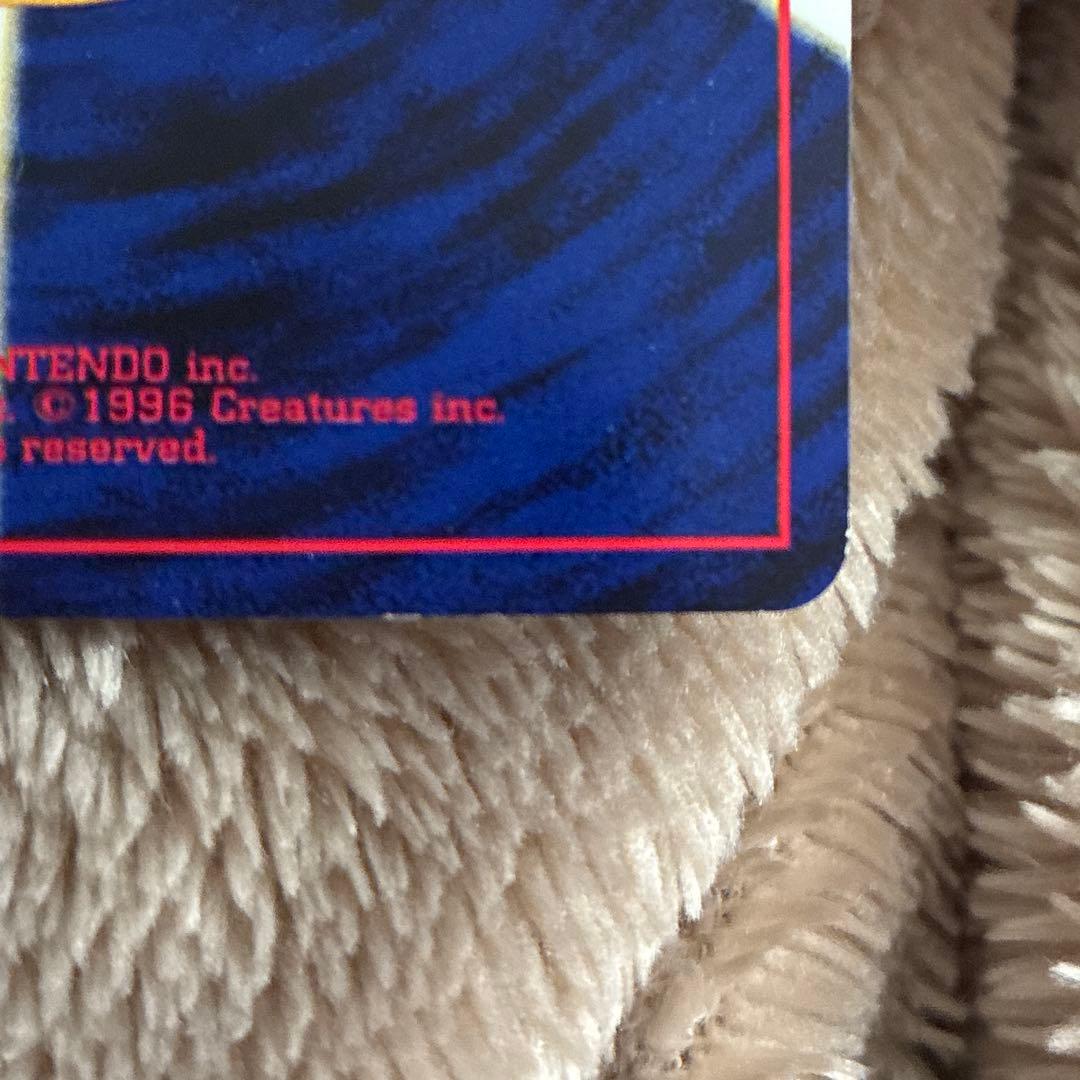 NTENDO inc.
. ©1996 Creatures inc.
s reserved.